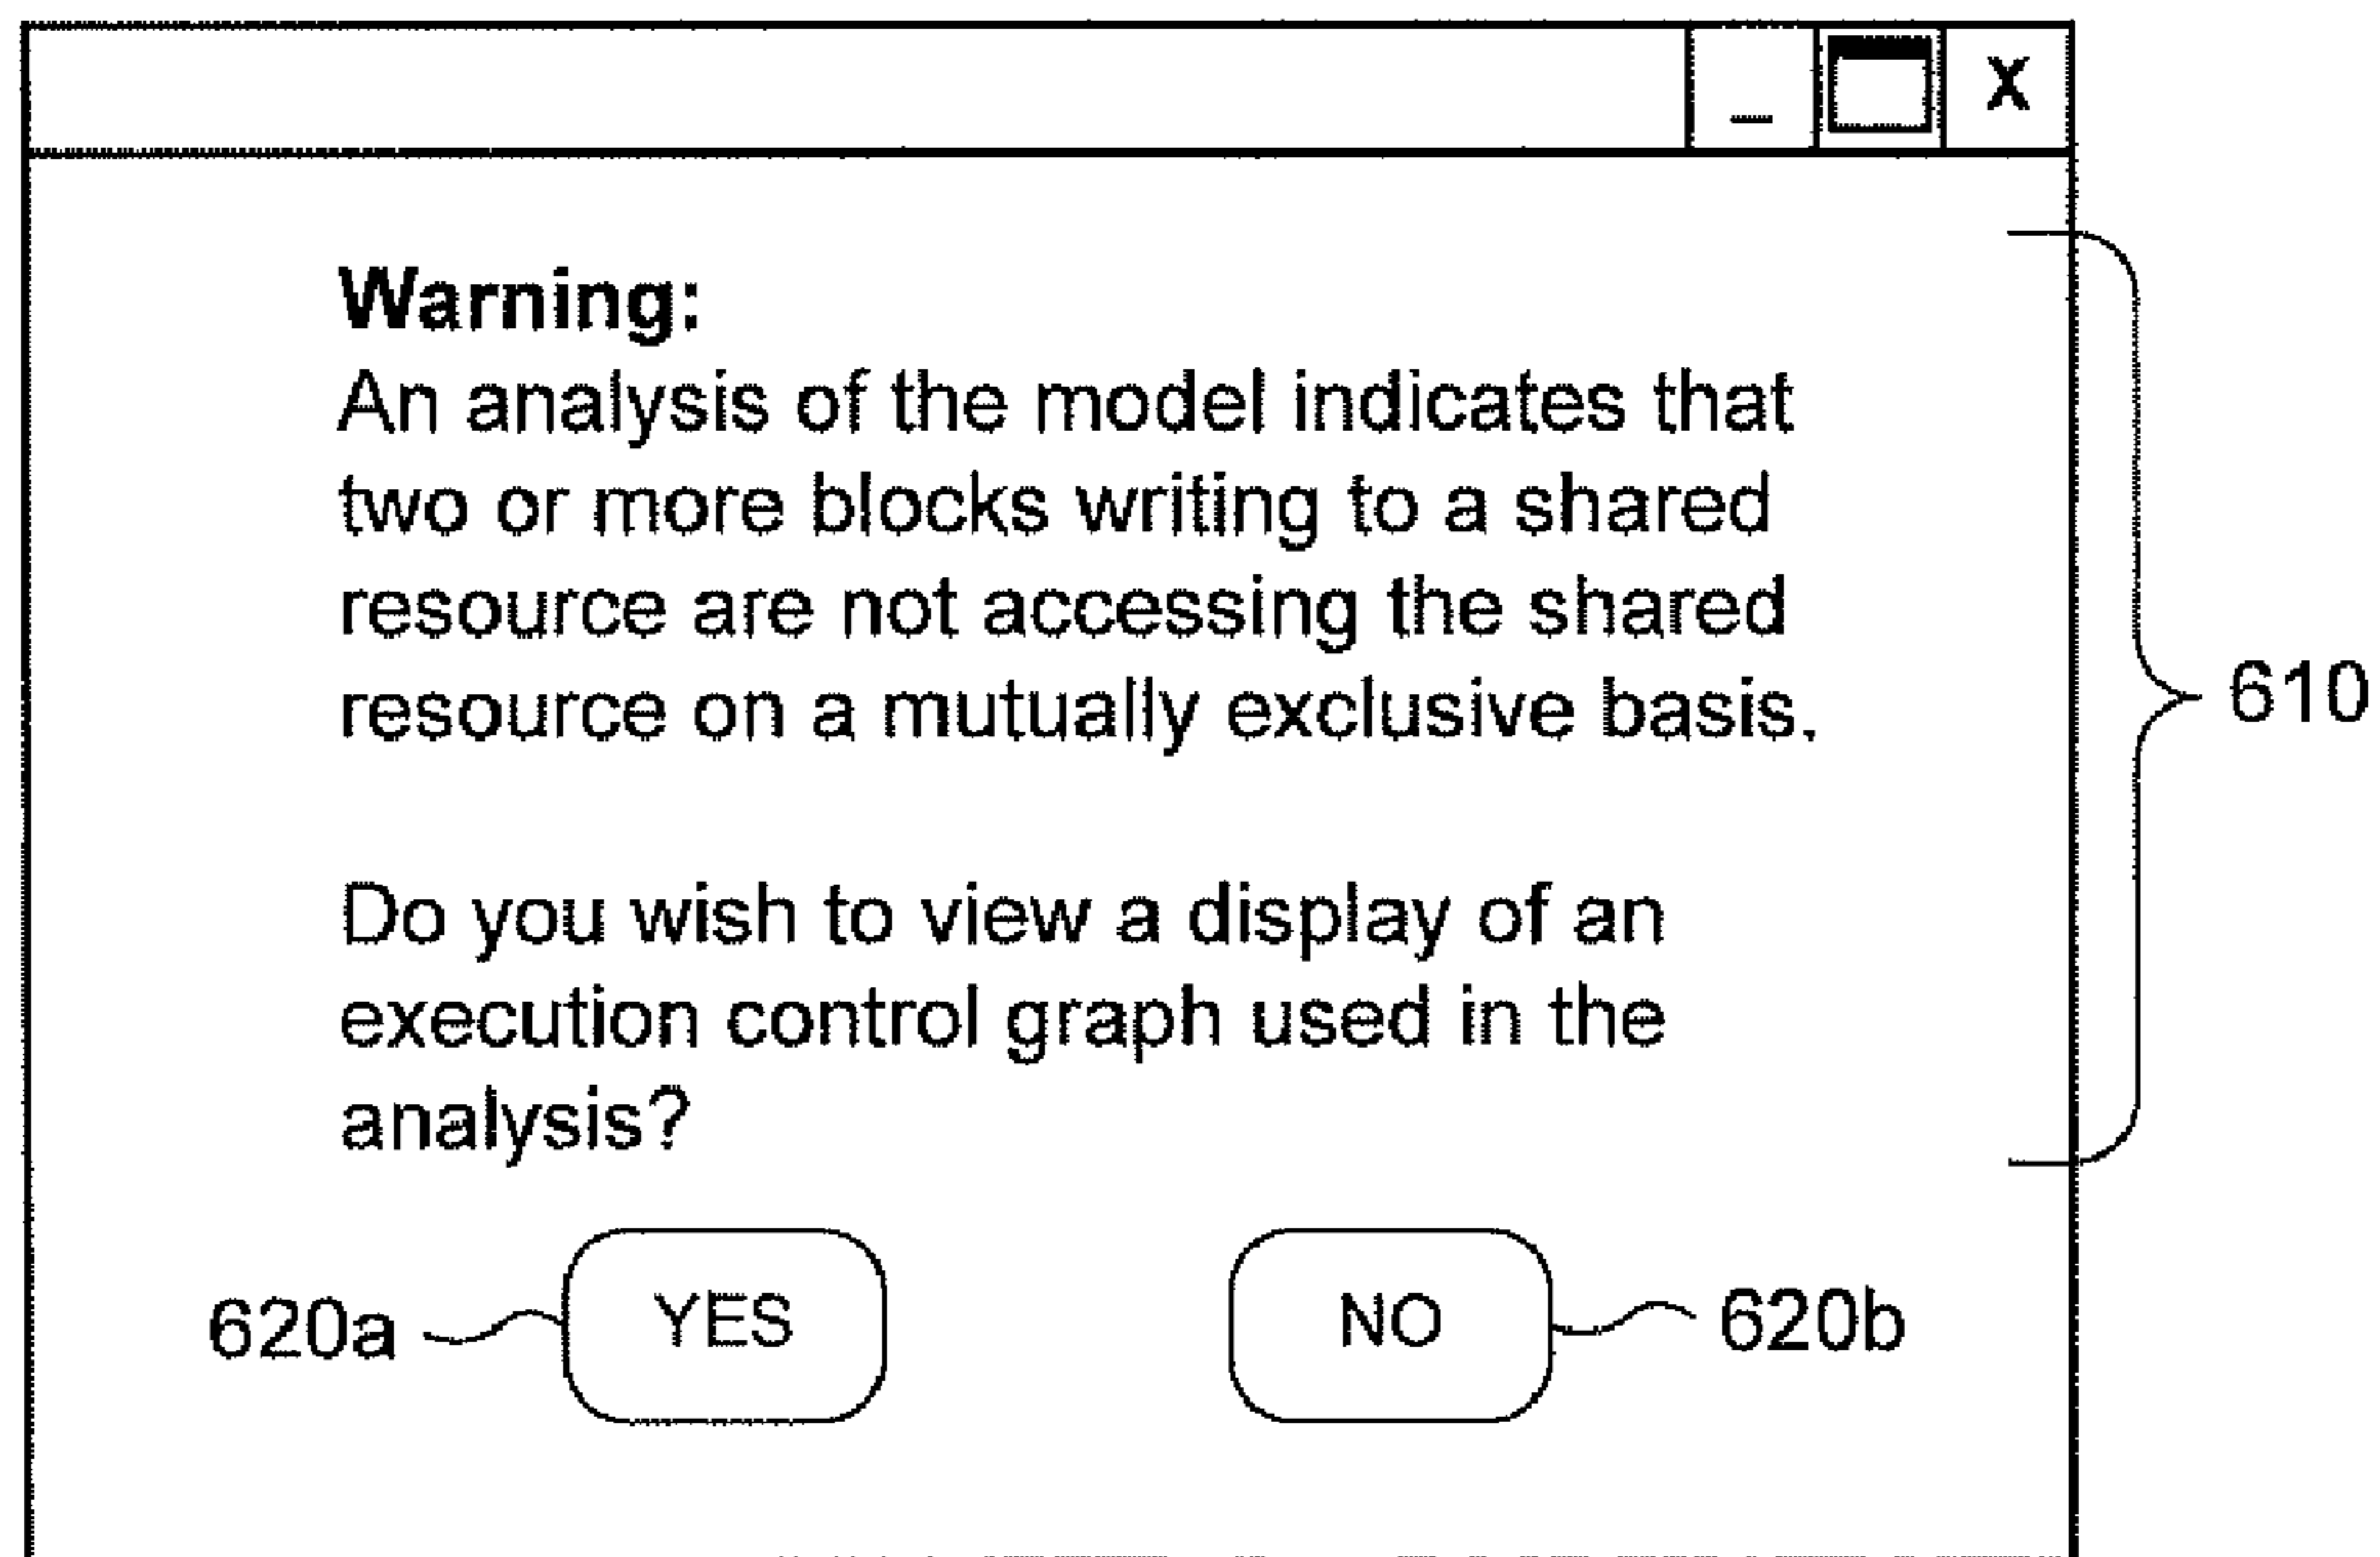 _ X
Warning:
An analysis of the model indicates that
two or more blocks writing to a shared
resource are not accessing the shared
resource on a mutually exclusive basis.
610
Do you wish to view a display of an
execution control graph used in the
analysis?
620a YES NO 620b